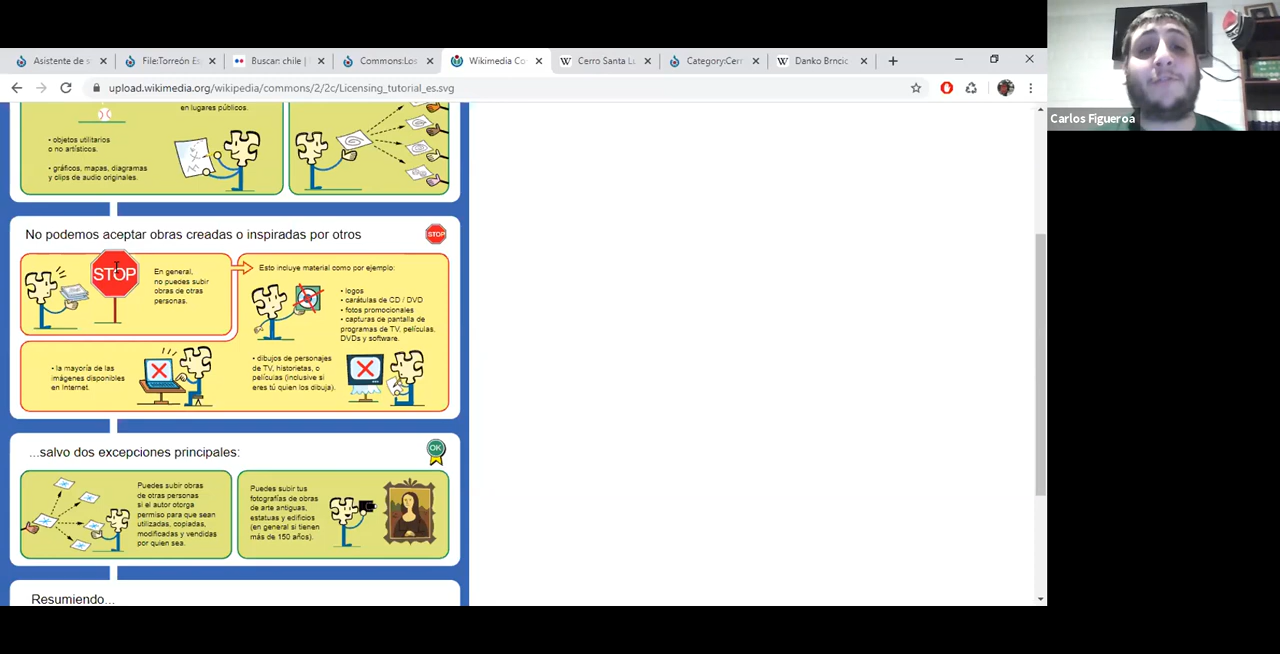 Asistente de s
File:Torreón Es
Buscar: chile |
Commons:Los
Wikimedia Co
Cerro Santa Lu
Category:Cerr
Danko Brncic
upload.wikimedia.org/wikipedia/commons/2/2c/Licensing_tutorial_es.svg
Carlos Figueroa
en lugares públicos.
• objetos utilitarios
o no artísticos.
• gráficos, mapas, diagramas
y clips de audio originales.
No podemos aceptar obras creadas o inspiradas por otros
STOP
STOP
En general,
no puedes subir
obras de otras
personas.
Esto incluye material como por ejemplo:
• logos
• carátulas de CD / DVD
• fotos promocionales
• capturas de pantalla de
programas de TV, películas,
DVDs y software.
• la mayoría de las
imágenes disponibles
en Internet.
• dibujos de personajes
de TV, historietas, o
películas (inclusive si
eres tú quien los dibuja).
...salvo dos excepciones principales:
OK
Puedes subir obras
de otras personas
si el autor otorga
permiso para que sean
utilizadas, copiadas,
modificadas y vendidas
por quien sea.
Puedes subir tus
fotografías de obras
de arte antiguas,
estatuas y edificios
(en general si tienen
más de 150 años).
Resumiendo...